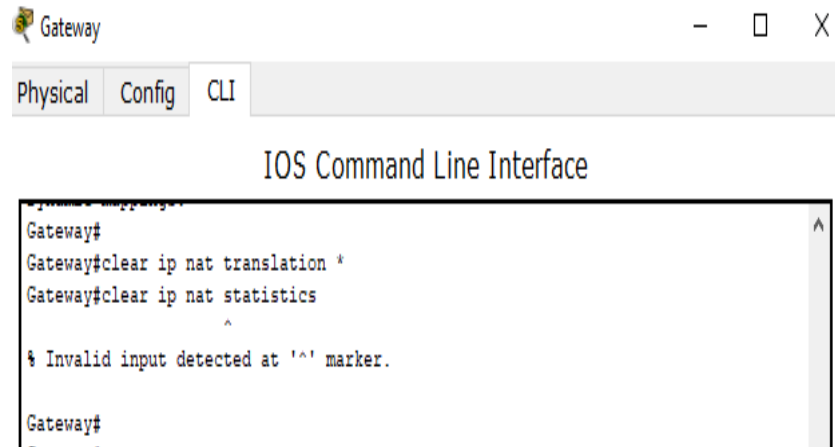 Gateway
Physical Config CLI
IOS Command Line Interface
Gateway#
Gateway#clear ip nat translation *
Gateway#clear ip nat statistics
^
% Invalid input detected at '^' marker.
Gateway#